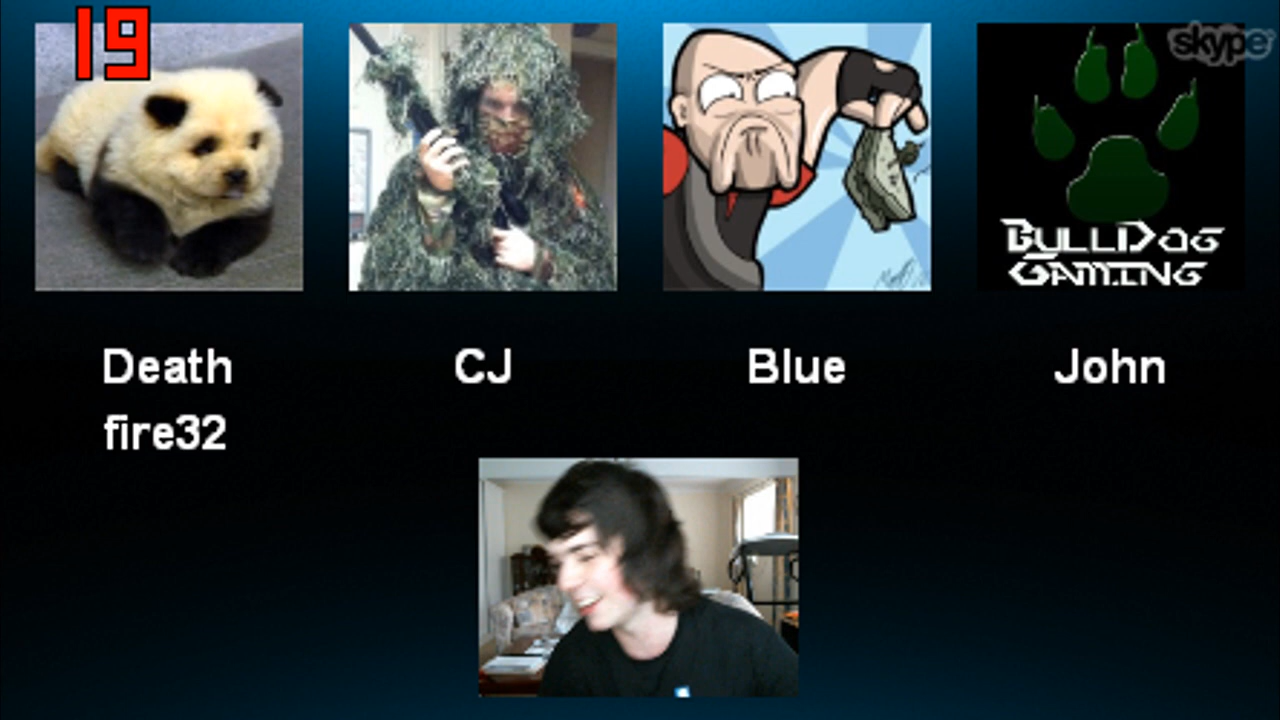 19
skype
BULLDOG
GAMING
Death
fire32
CJ
Blue
John